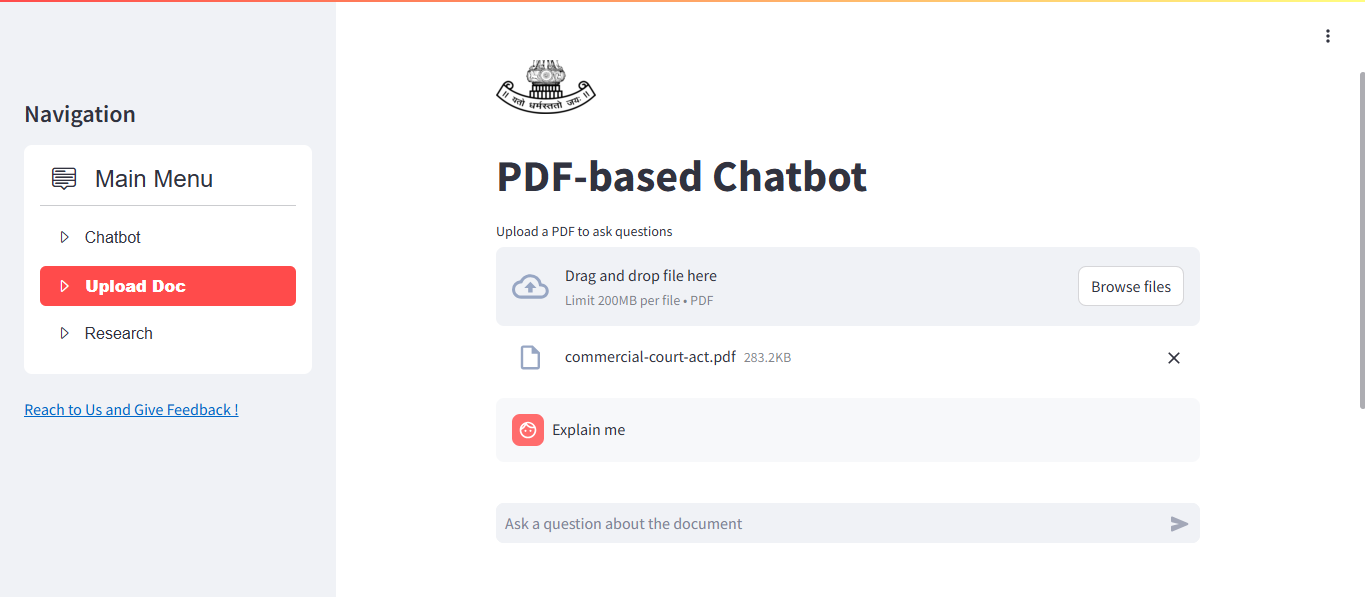 Navigation
Main Menu
Chatbot
Upload Doc
Research
Reach to Us and Give Feedback !
॥ यतो धर्मस्ततो जयः ॥
PDF-based Chatbot
Upload a PDF to ask questions
Drag and drop file here
Limit 200MB per file • PDF
Browse files
commercial-court-act.pdf 283.2KB
Explain me
Ask a question about the document